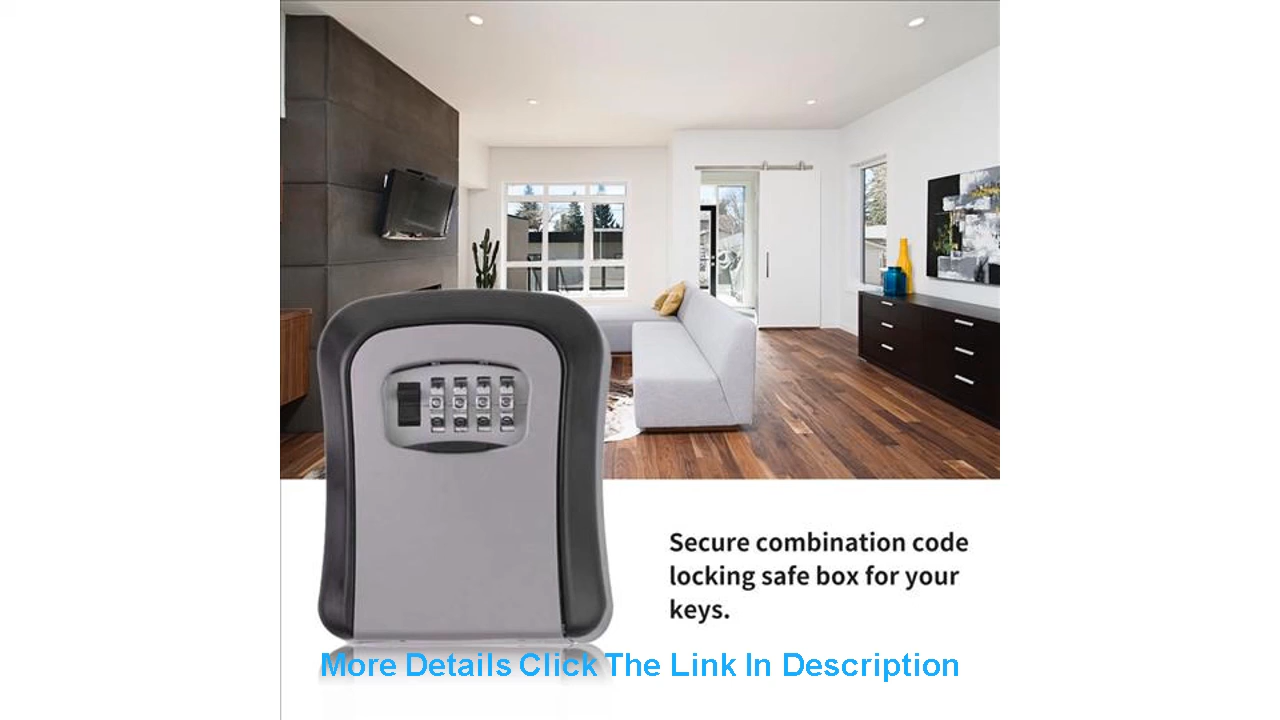 Secure combination code
locking safe box for your
keys.
More Details Click The Link In Description